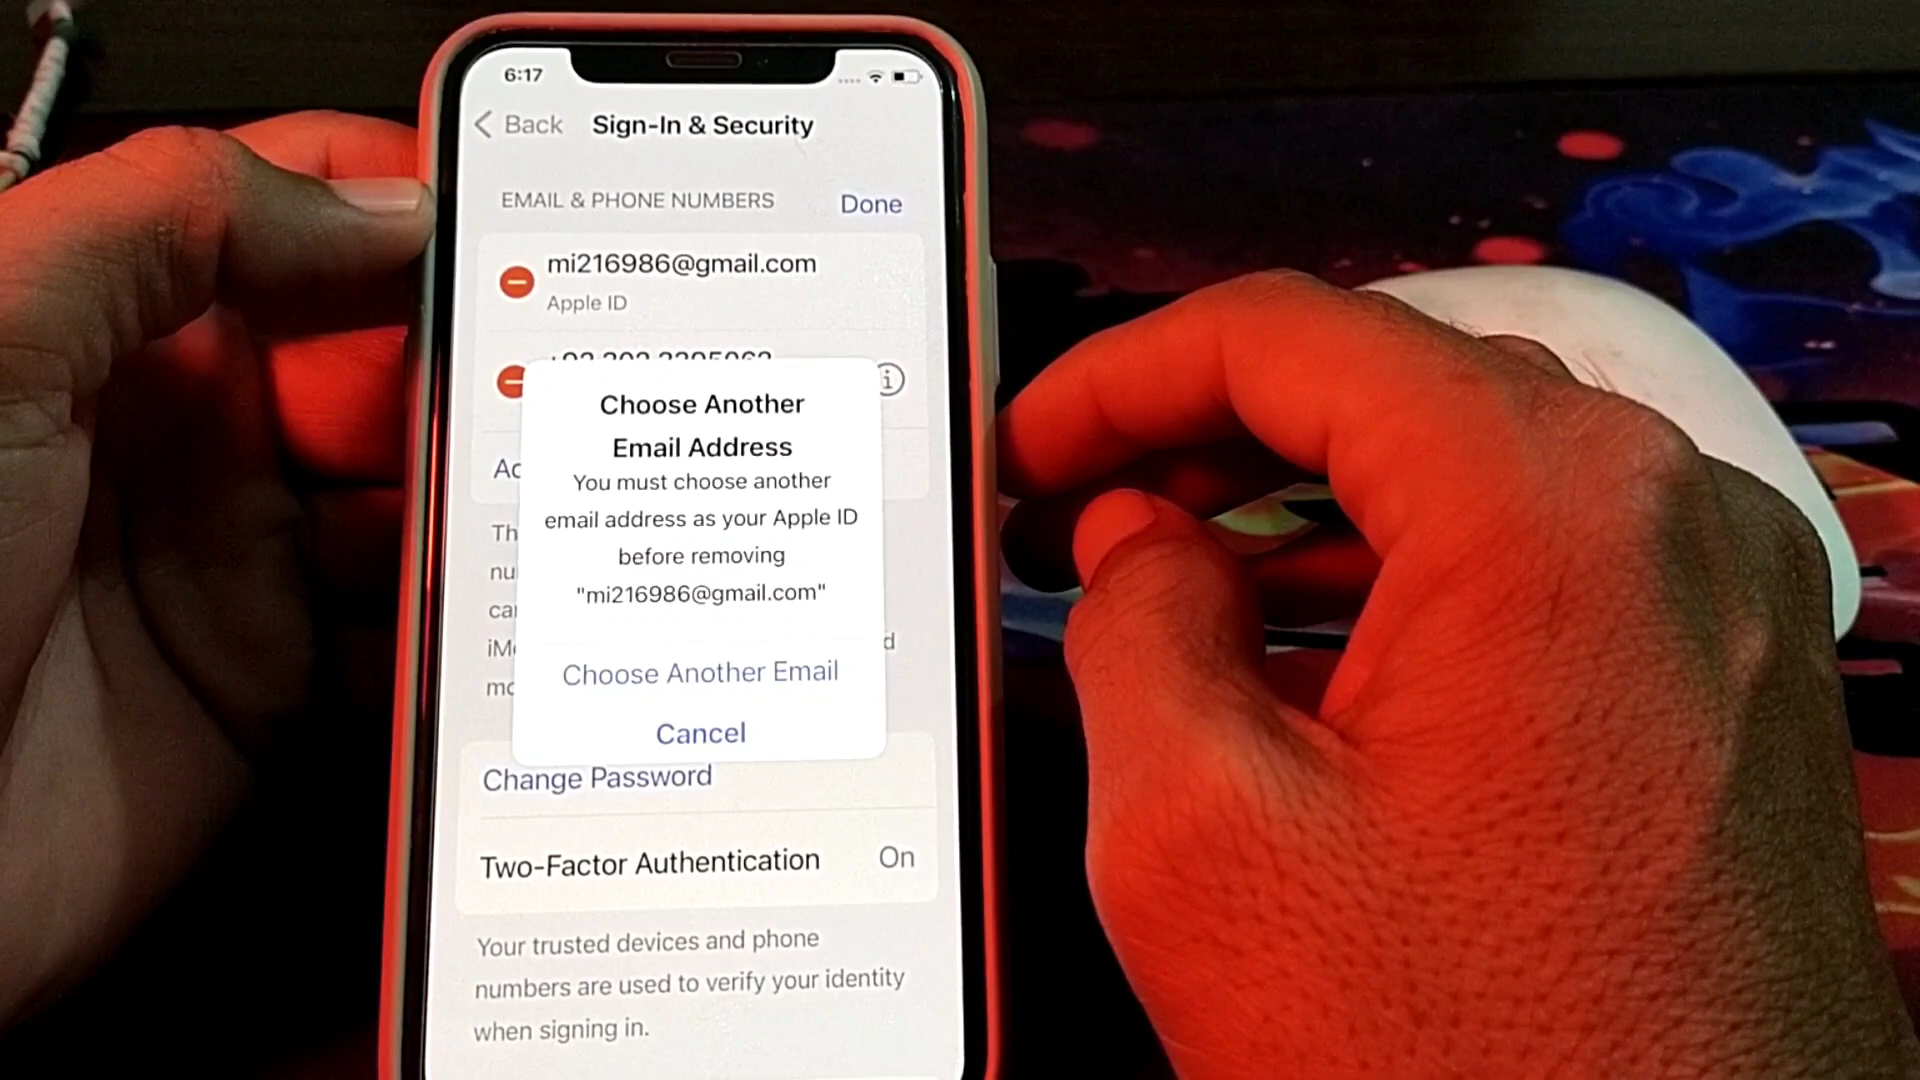 6:17
Back Sign-In & Security
EMAIL & PHONE NUMBERS Done
mi216986@gmail.com
Apple ID
Choose Another
Email Address
You must choose another
email address as your Apple ID
before removing
"mi216986@gmail.com"
Choose Another Email
Cancel
Change Password
Two-Factor Authentication On
Your trusted devices and phone
numbers are used to verify your identity
when signing in.